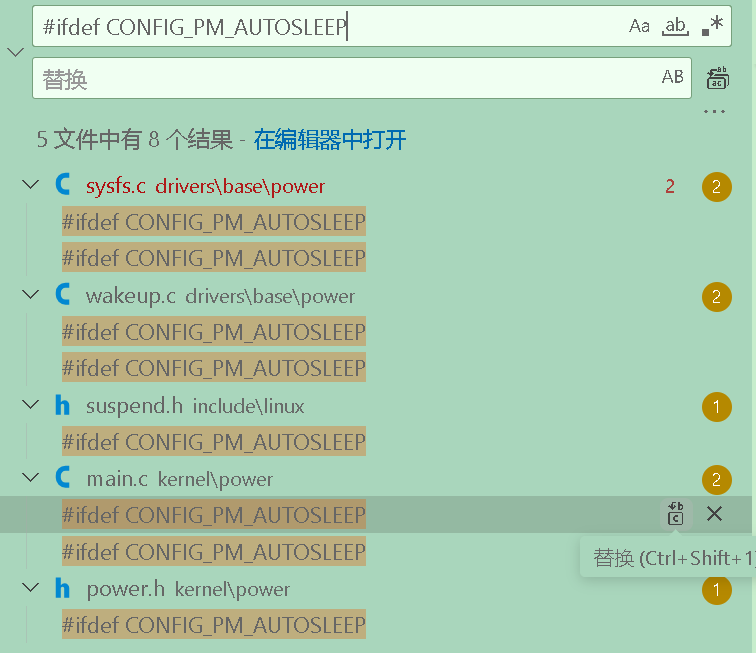 #ifdef CONFIG_PM_AUTOSLEEP Aa ab *
替换 AB
5 文件中有 8 个结果 - 在编辑器中打开
sysfs.c drivers\base\power 2 2
#ifdef CONFIG_PM_AUTOSLEEP
#ifdef CONFIG_PM_AUTOSLEEP
wakeup.c drivers\base\power 2
#ifdef CONFIG_PM_AUTOSLEEP
#ifdef CONFIG_PM_AUTOSLEEP
suspend.h include\linux 1
#ifdef CONFIG_PM_AUTOSLEEP
main.c kernel\power 2
#ifdef CONFIG_PM_AUTOSLEEP
#ifdef CONFIG_PM_AUTOSLEEP
替换 (Ctrl+Shift+1)
power.h kernel\power 1
#ifdef CONFIG_PM_AUTOSLEEP